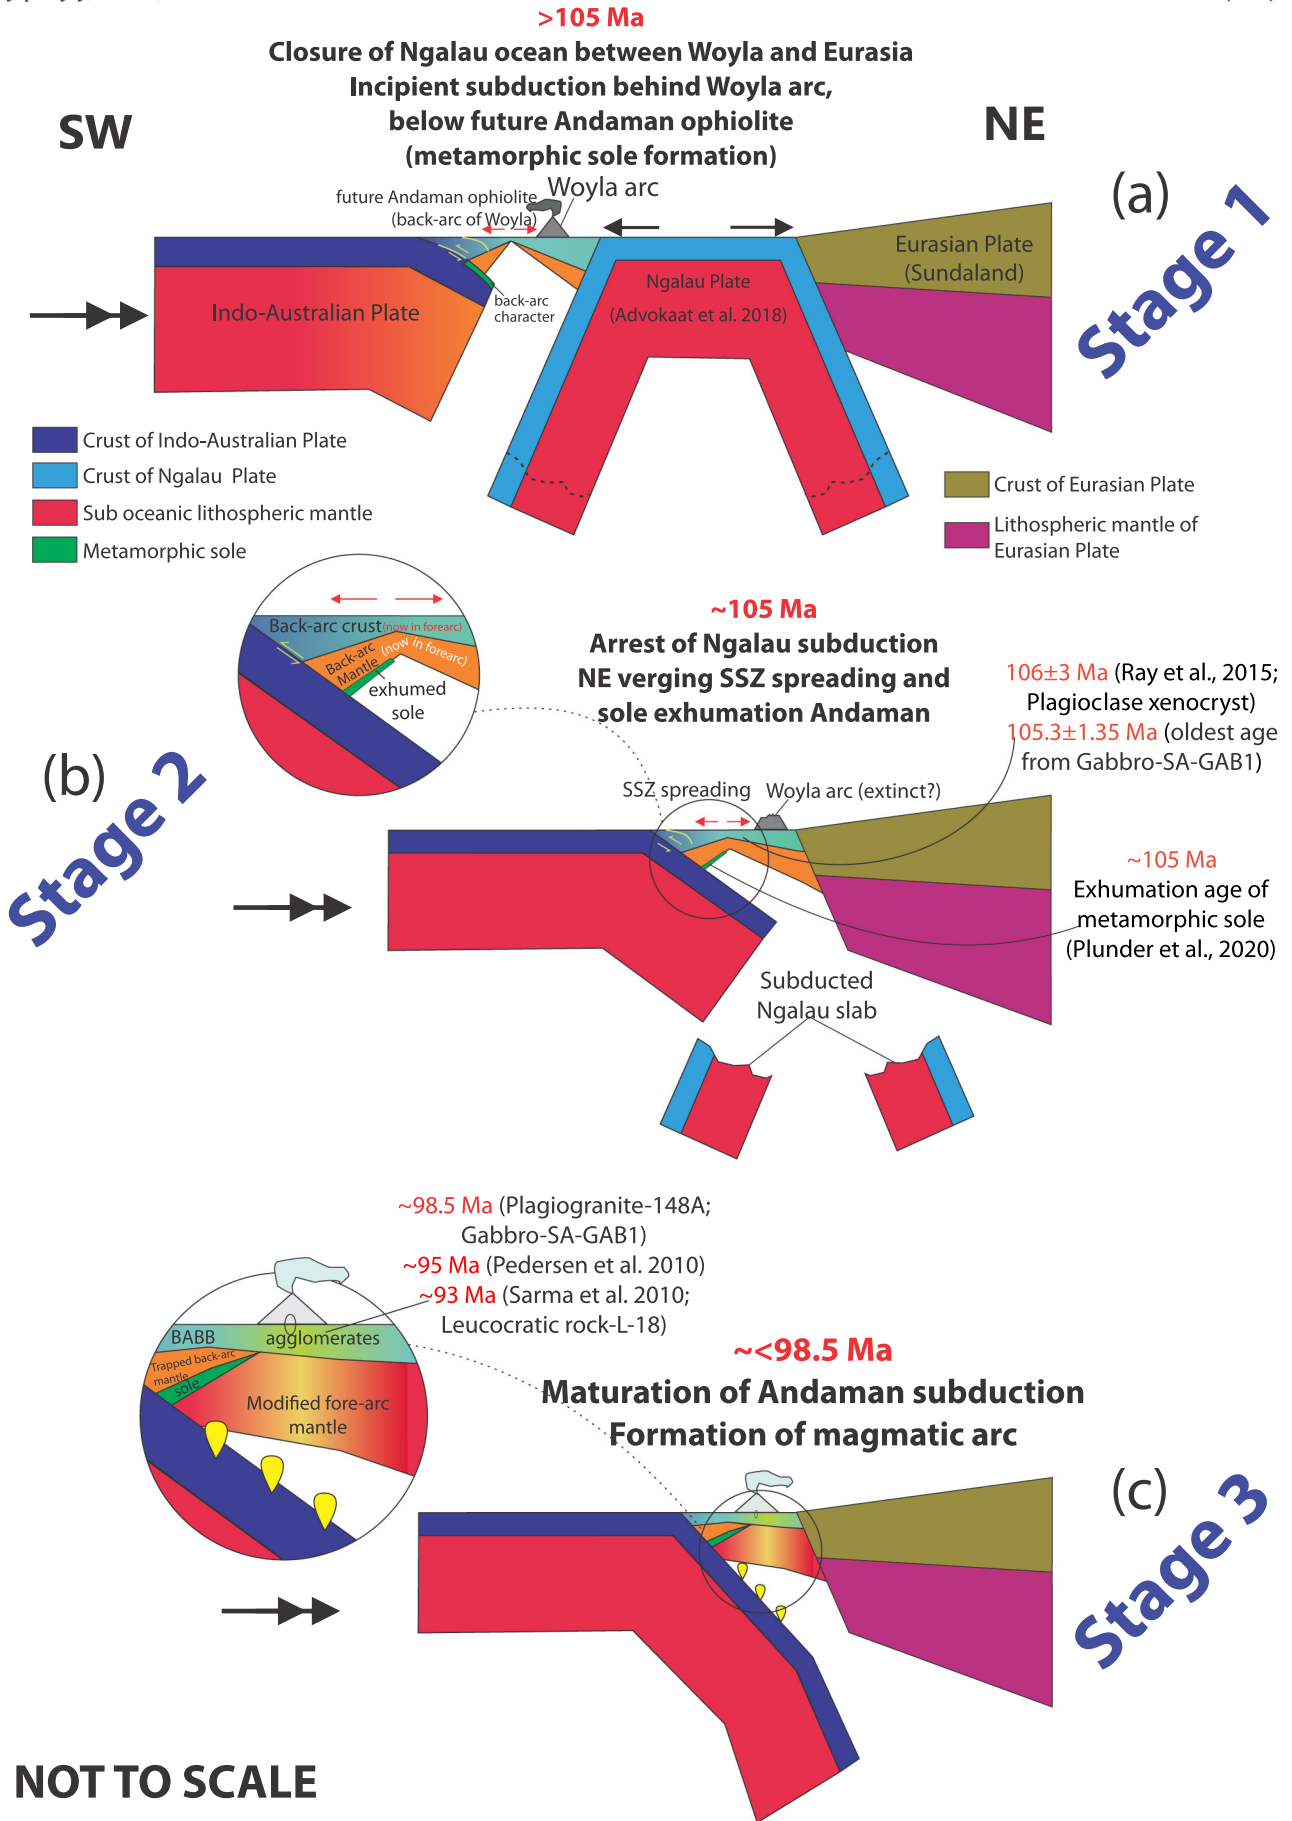 >105 Ma
Closure of Ngalau ocean between Woyla and Eurasia
Incipient subduction behind Woyla arc,
below future Andaman ophiolite
(metamorphic sole formation)
SW
NE
(a)
Stage 1
future Andaman ophiolite
(back-arc of Woyla)
Woyla arc
Eurasian Plate
(Sundaland)
Indo-Australian Plate
back-arc
character
Ngalau Plate
(Advokaat et al. 2018)
Crust of Indo-Australian Plate
Crust of Ngalau Plate
Sub oceanic lithospheric mantle
Metamorphic sole
Crust of Eurasian Plate
Lithospheric mantle of
Eurasian Plate
~105 Ma
Arrest of Ngalau subduction
NE verging SSZ spreading and
sole exhumation Andaman
Back-arc crust (now in forearc)
Back-arc
Mantle (now in forearc)
exhumed
sole
(b)
Stage 2
106±3 Ma (Ray et al., 2015;
Plagioclase xenocryst)
105.3±1.35 Ma (oldest age
from Gabbro-SA-GAB1)
SSZ spreading
Woyla arc (extinct?)
~105 Ma
Exhumation age of
metamorphic sole
(Plunder et al., 2020)
Subducted
Ngalau slab
~98.5 Ma (Plagiogranite-148A;
Gabbro-SA-GAB1)
~95 Ma (Pedersen et al. 2010)
~93 Ma (Sarma et al. 2010;
Leucocratic rock-L-18)
BABB
agglomerates
Trapped back-arc
mantle
sole
Modified fore-arc
mantle
~<98.5 Ma
Maturation of Andaman subduction
Formation of magmatic arc
(c)
Stage 3
NOT TO SCALE